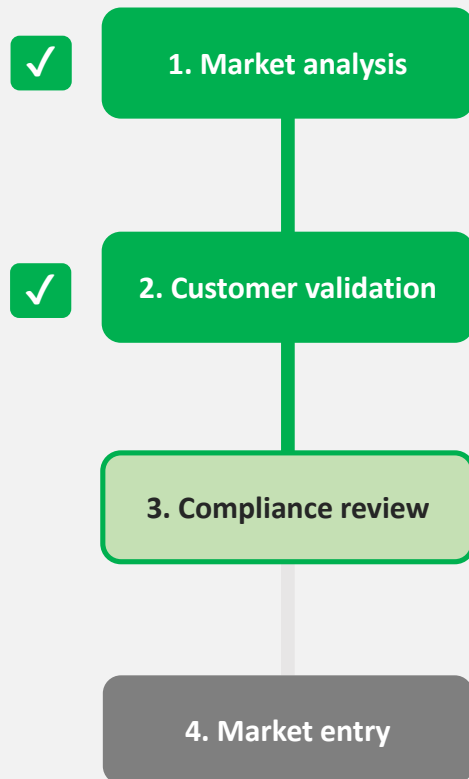 1. Market analysis
2. Customer validation
3. Compliance review
4. Market entry